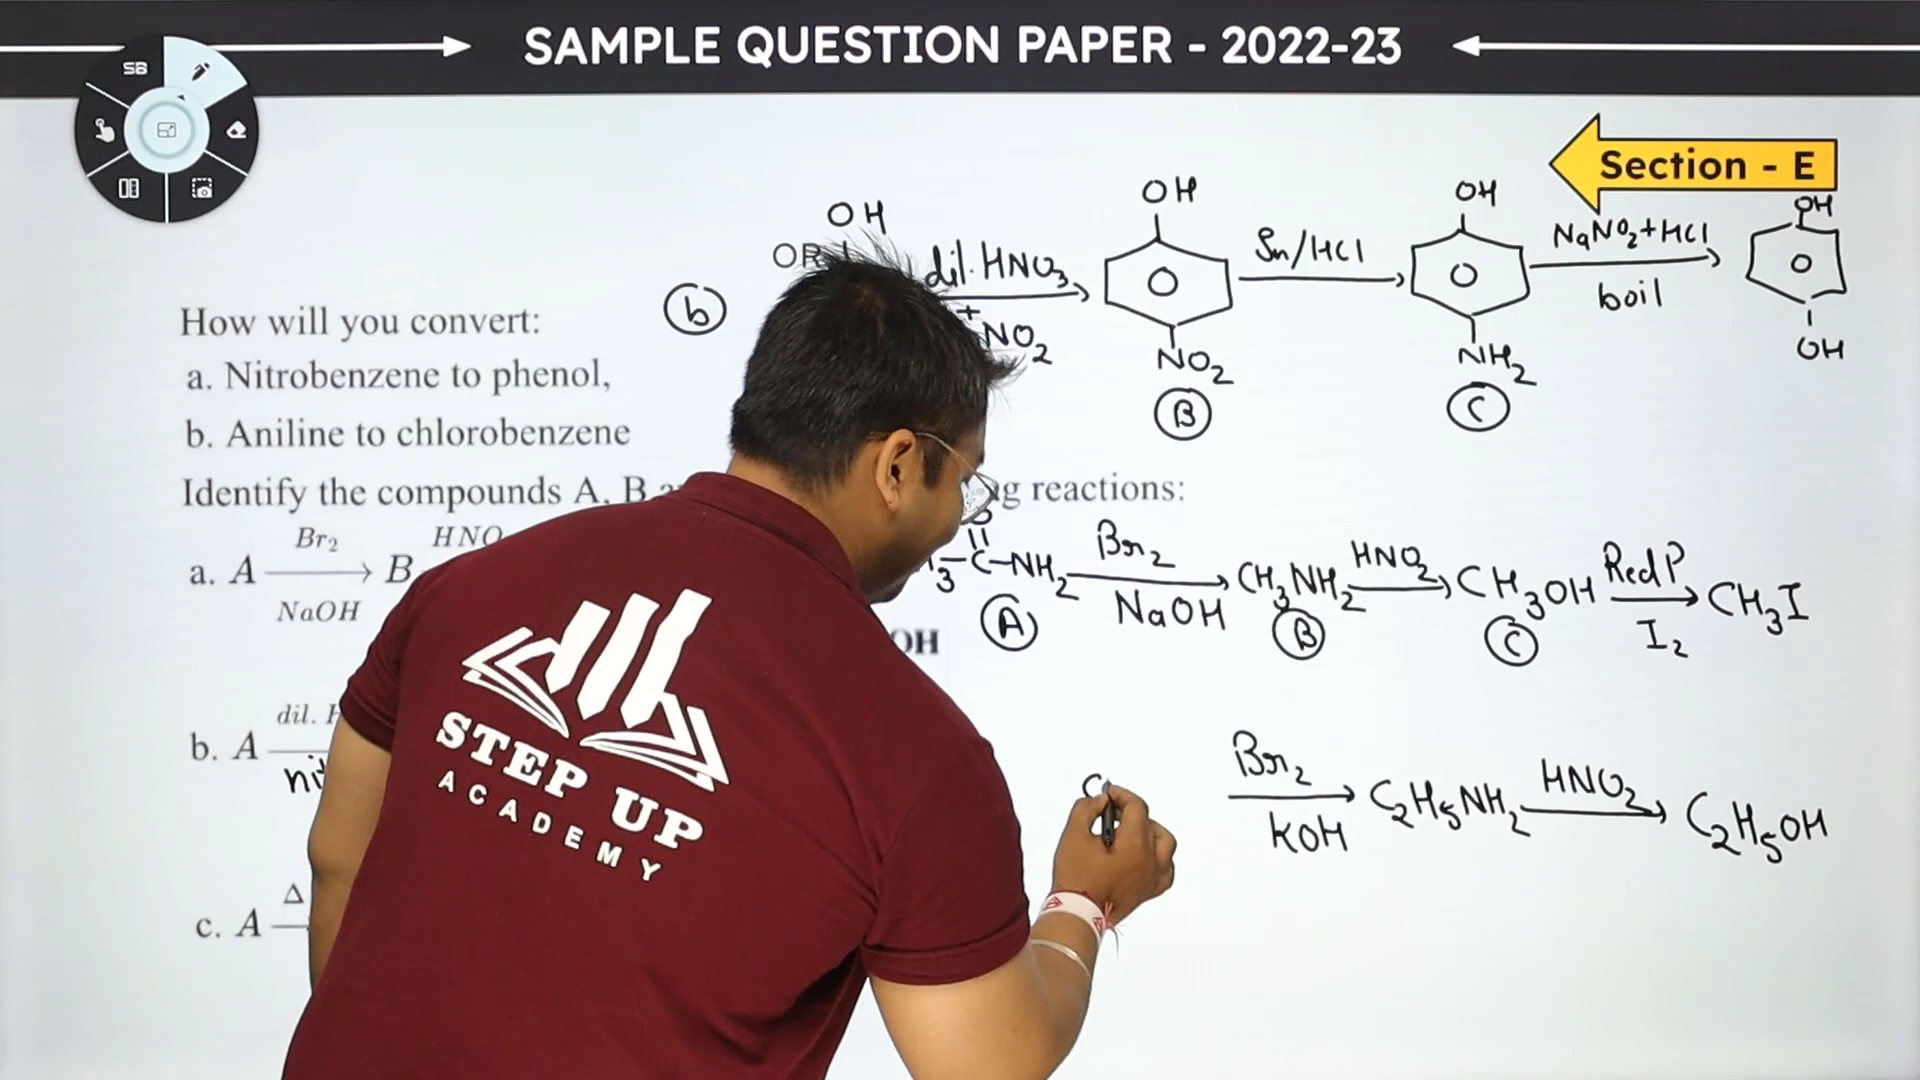 SAMPLE QUESTION PAPER - 2022-23
SB
Section - E
OR
How will you convert:
a. Nitrobenzene to phenol,
b. Aniline to chlorobenzene
Identify the compounds A, B
reactions:
a. A Br₂ → NaOH B
b. A dil.
c. A Δ
OH
b OH dil. HNO₃ → OH NO₂ B Sn/HCl → OH NH₂ C NaNO₂+HCl → boil OH OH
+NO₂
C-NH₂ A Br₂ → NaOH CH₃NH₂ B HNO₂ → CH₃OH C Red P → I₂ CH₃I
Br₂ → KOH C₂H₅NH₂ HNO₂ → C₂H₅OH
STEP UP
ACADEMY